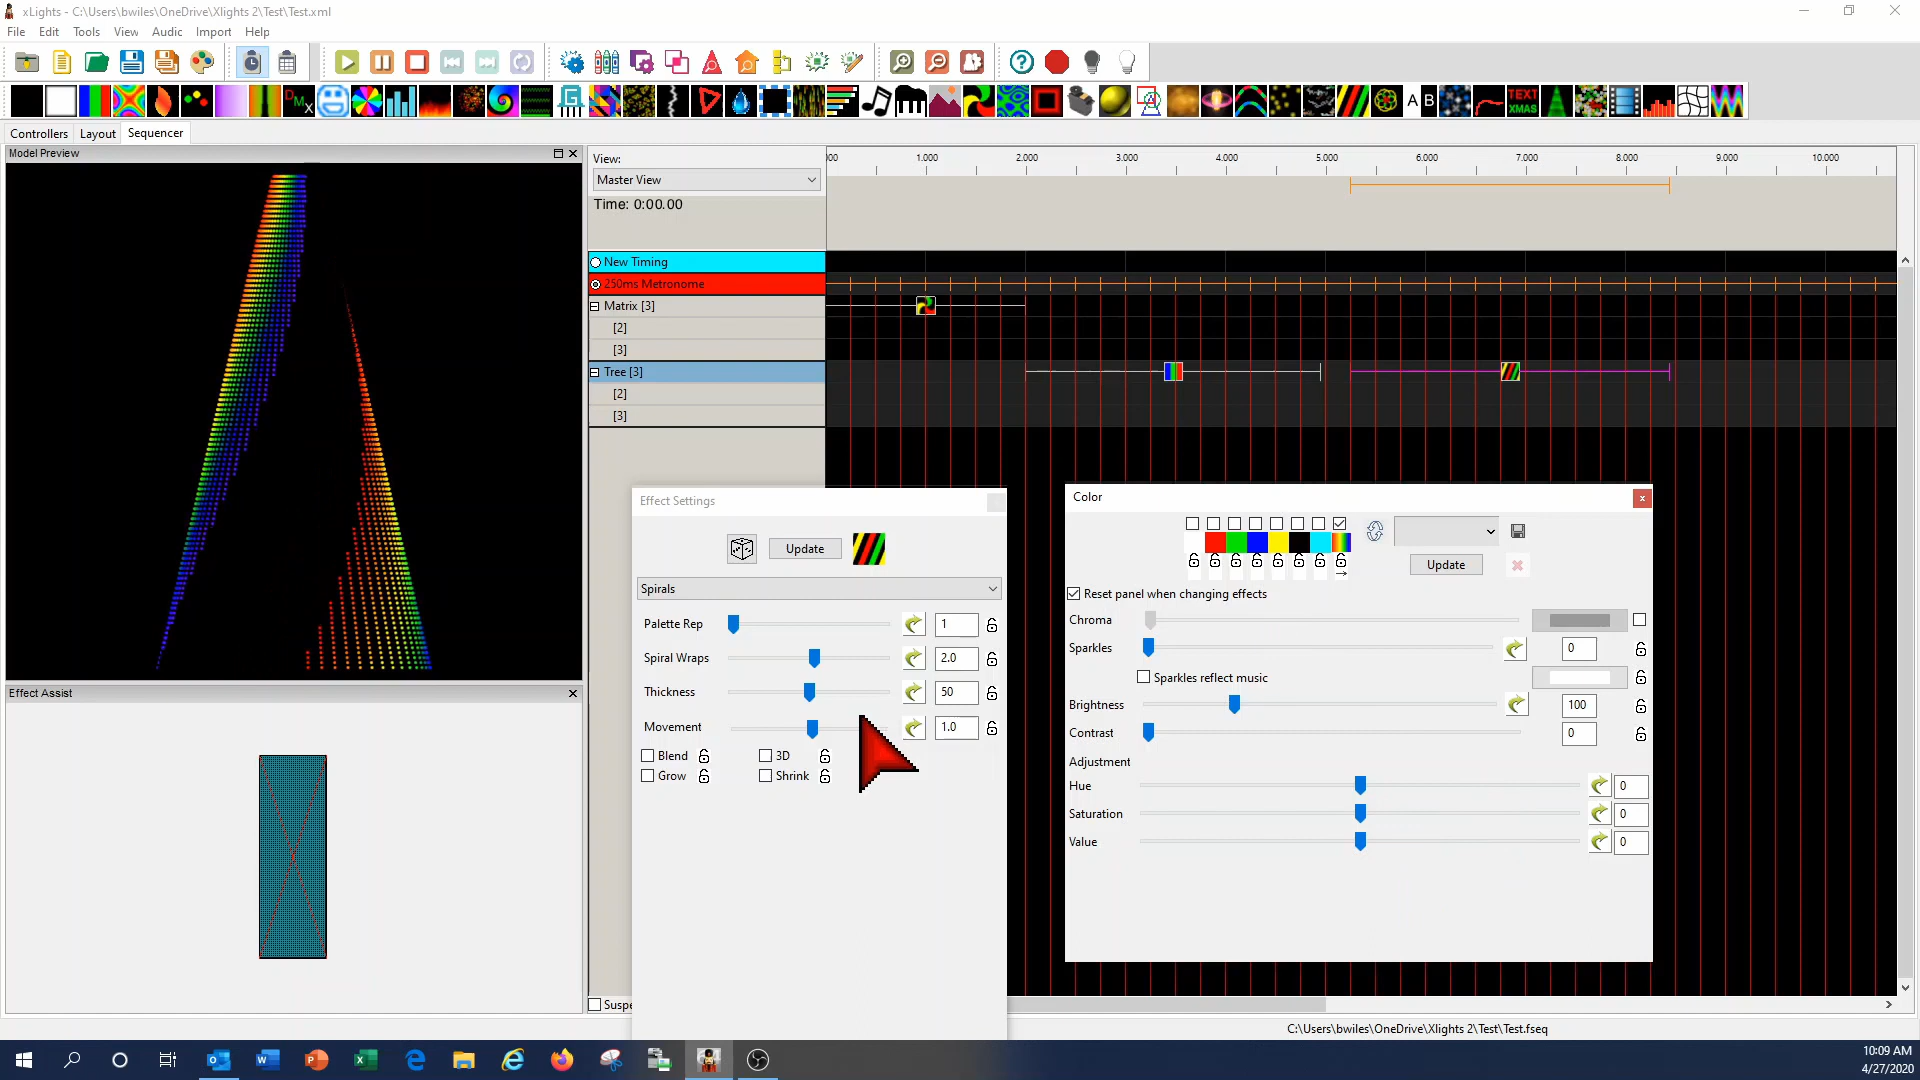 xLights - C:\Users\bwiles\OneDrive\Xlights 2\Test\Test.xml
File Edit Tools View Audic Import Help
DMX
A B
TEXT XMAS
Controllers Layout Sequencer
Model Preview
View:
Master View
Time: 0:00.00
000 1.000 2.000 3.000 4.000 5.000 6.000 7.000 8.000 9.000 10.000
New Timing
250ms Metronome
Matrix [3]
[2]
[3]
Tree [3]
[2]
[3]
Effect Assist
Effect Settings
Update
Spirals
Palette Rep 1
Spiral Wraps 2.0
Thickness 50
Movement 1.0
Blend 3D
Grow Shrink
Color
Update
Reset panel when changing effects
Chroma
Sparkles 0
Sparkles reflect music
Brightness 100
Contrast 0
Adjustment
Hue 0
Saturation 0
Value 0
Suspe
C:\Users\bwiles\OneDrive\Xlights 2\Test\Test.fseq
10:09 AM
4/27/2020